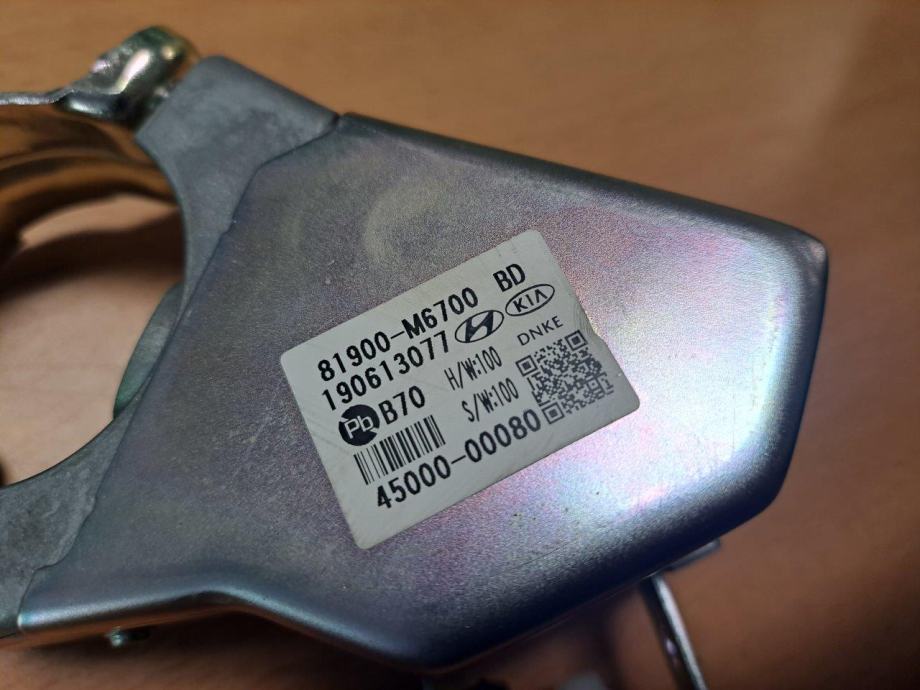 81900-M6700 BD
190613077 H KIA
Pb B70 H/W:100 DNKE
S/W:100
45000-00080